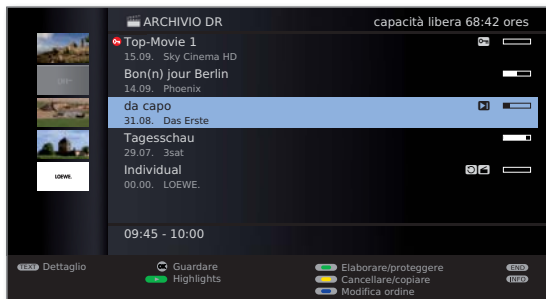 ARCHIVIO DR capacità libera 68:42 ores
Top-Movie 1
15.09. Sky Cinema HD
Bon(n) jour Berlin
14.09. Phoenix
da capo
31.08. Das Erste
Tagesschau
29.07. 3sat
Individual
00.00. LOEWE.
LOEWE.
09:45 - 10:00
TEXT Dettaglio Guardare Elaborare/proteggere END
Highlights Cancellare/copiare INFO
Modifica ordine